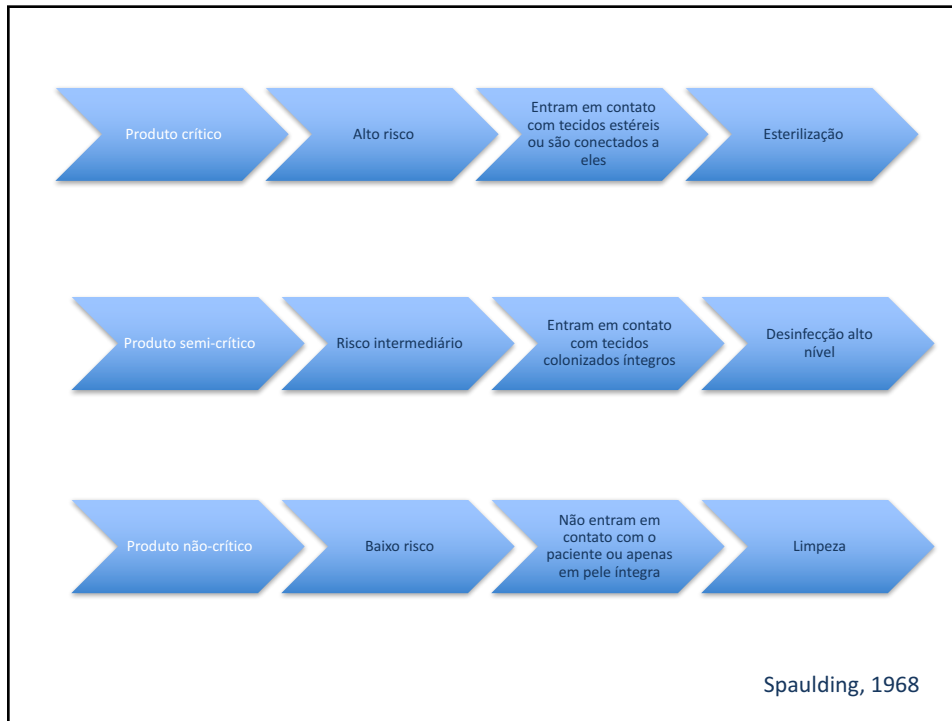 Produto crítico
Alto risco
Entram em contato
com tecidos estéreis
ou são conectados a
eles
Esterilização
Produto semi-crítico
Risco intermediário
Entram em contato
com tecidos
colonizados íntegros
Desinfecção alto
nível
Produto não-crítico
Baixo risco
Não entram em
contato com o
paciente ou apenas
em pele íntegra
Limpeza
Spaulding, 1968